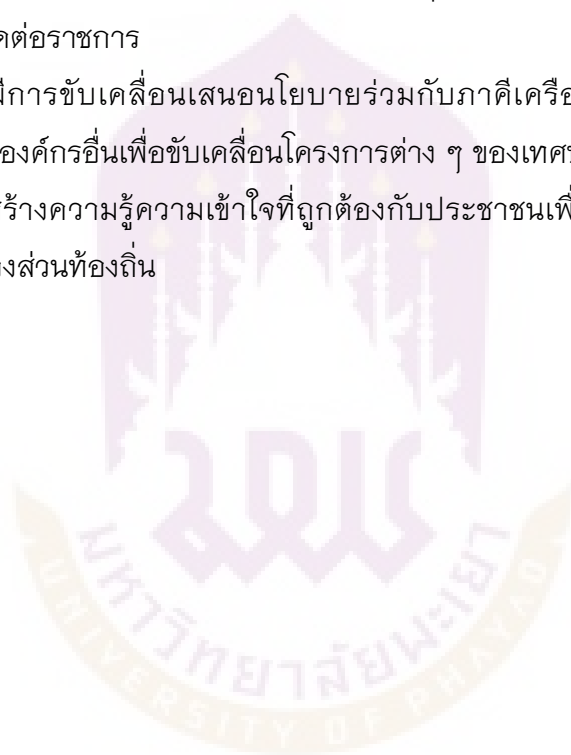 ดต่อราชการ
มีการขับเคลื่อนเสนอนโยบายร่วมกับภาคีเครือ
องค์กรอื่นเพื่อขับเคลื่อนโครงการต่าง ๆ ของเทศบ
สร้างความรู้ความเข้าใจที่ถูกต้องกับประชาชนเพื่
งส่วนท้องถิ่น
มพย
มหาวิทยาลัยพะเยา
UNIVERSITY OF PHAYAO